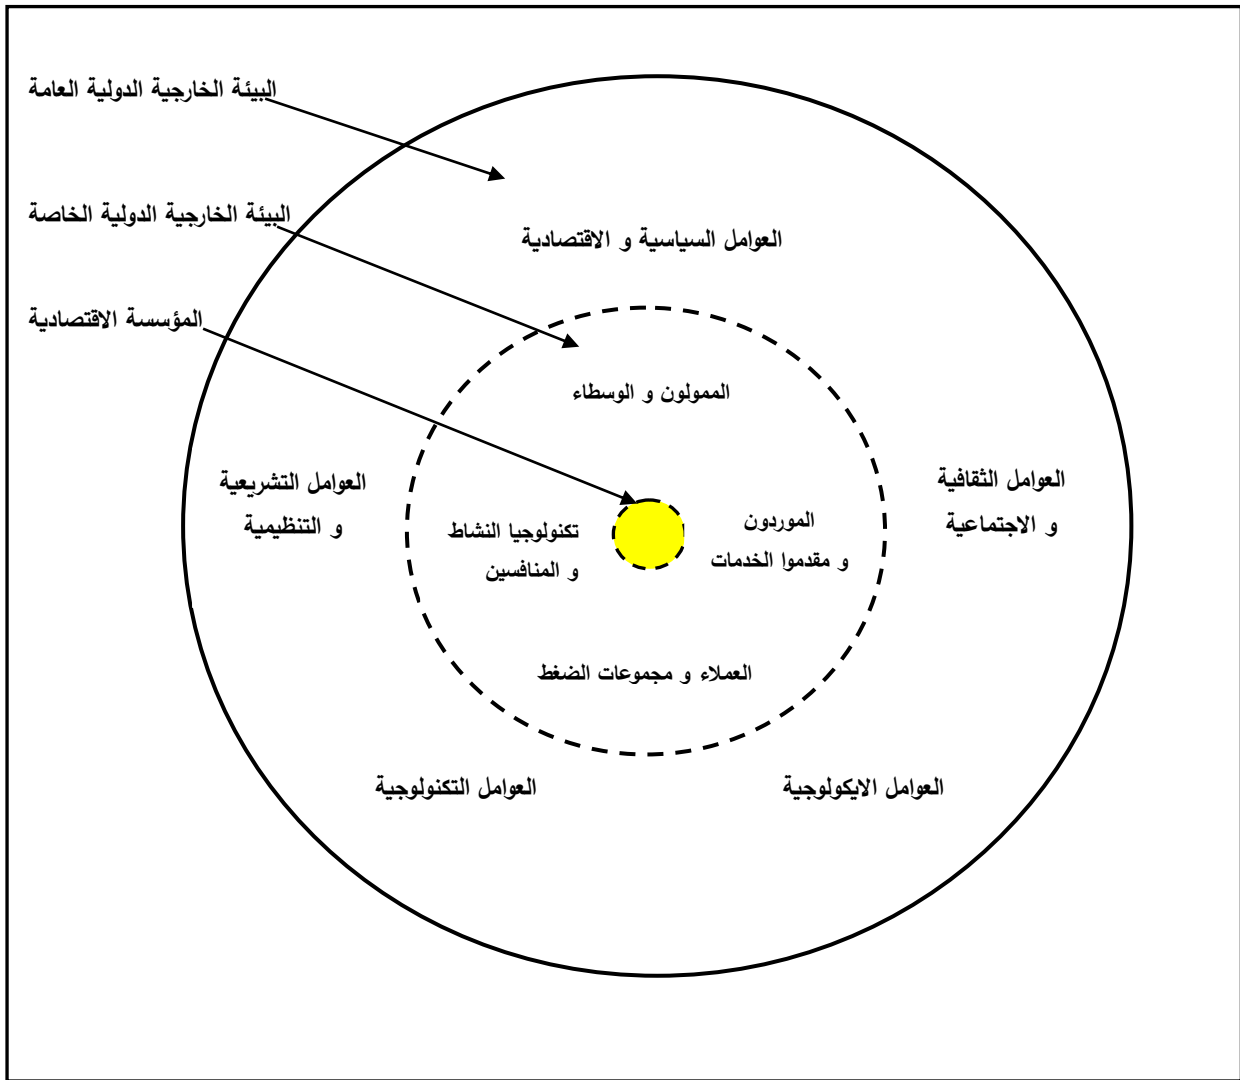 البيئة الخارجية الدولية العامة
البيئة الخارجية الدولية الخاصة
العوامل السياسية و الاقتصادية
المؤسسة الاقتصادية
الممولون و الوسطاء
العوامل الثقافية
و الاجتماعية
العوامل التشريعية
و التنظيمية
الموردون
و مقدموا الخدمات
تكنولوجيا النشاط
و المنافسين
العملاء و مجموعات الضغط
العوامل الايكولوجية
العوامل التكنولوجية